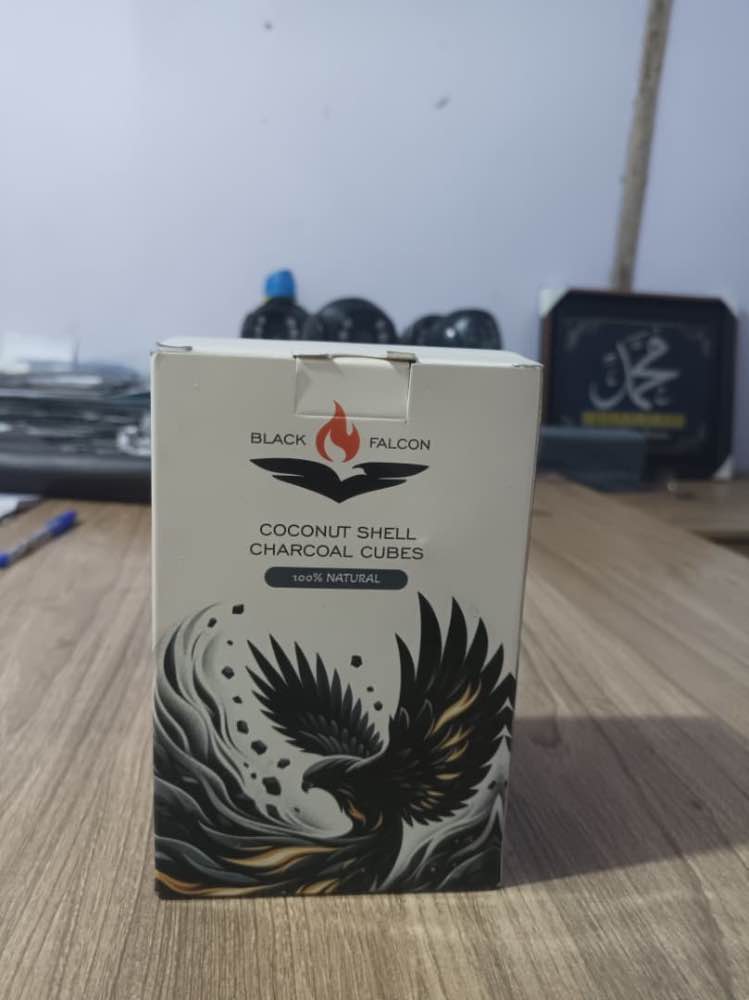 BLACK FALCON
COCONUT SHELL
CHARCOAL CUBES
100% NATURAL
محمد